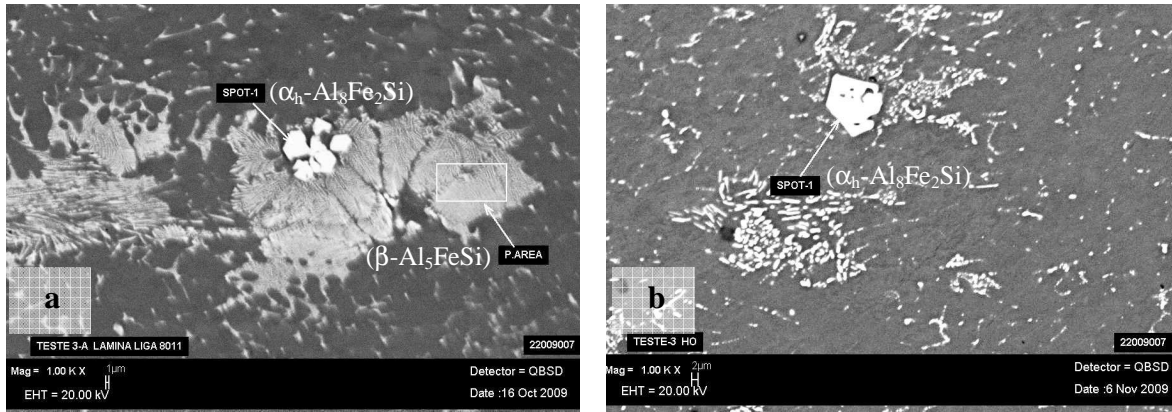 SPOT-1 (αh-Al8Fe2Si)
(β-Al5FeSi) P.AREA
a
TESTE 3-A LAMINA LIGA 8011 22009007
Mag = 1.00 K X 1µm Detector = QBSD
EHT = 20.00 kV Date :16 Oct 2009
SPOT-1 (αh-Al8Fe2Si)
b
TESTE-3 HO 22009007
Mag = 1.00 K X 2µm Detector = QBSD
EHT = 20.00 kV Date :6 Nov 2009